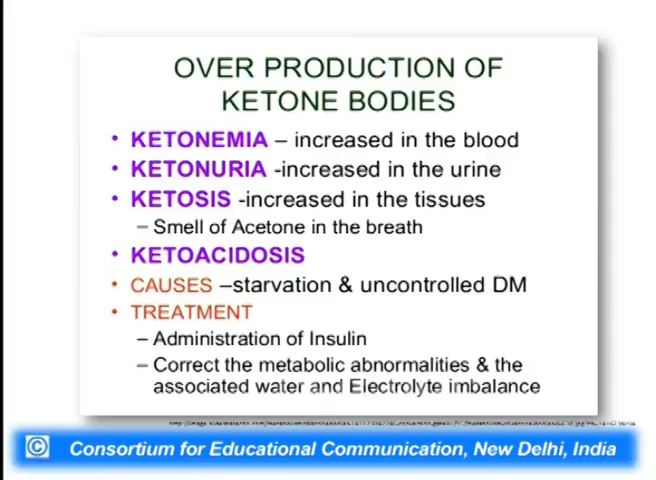 OVER PRODUCTION OF
KETONE BODIES
• KETONEMIA – increased in the blood
• KETONURIA -increased in the urine
• KETOSIS -increased in the tissues
– Smell of Acetone in the breath
• KETOACIDOSIS
• CAUSES –starvation & uncontrolled DM
• TREATMENT
– Administration of Insulin
– Correct the metabolic abnormalities & the
associated water and Electrolyte imbalance
© Consortium for Educational Communication, New Delhi, India